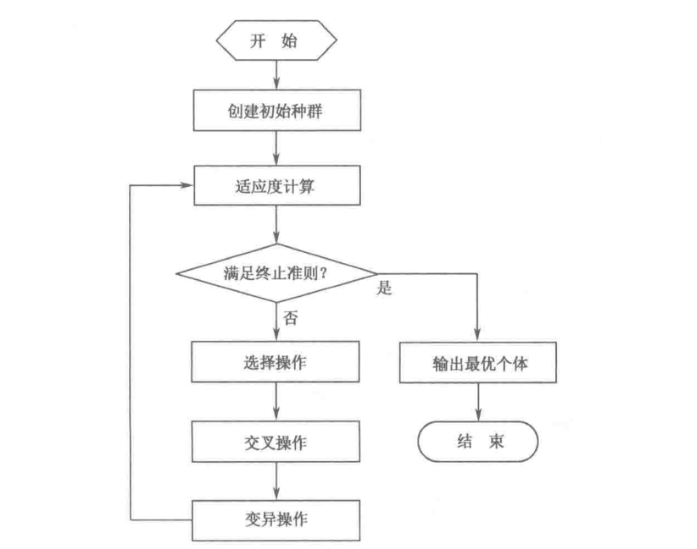 开 始
创建初始种群
适应度计算
满足终止准则?
是
否
选择操作
输出最优个体
交叉操作
结 束
变异操作